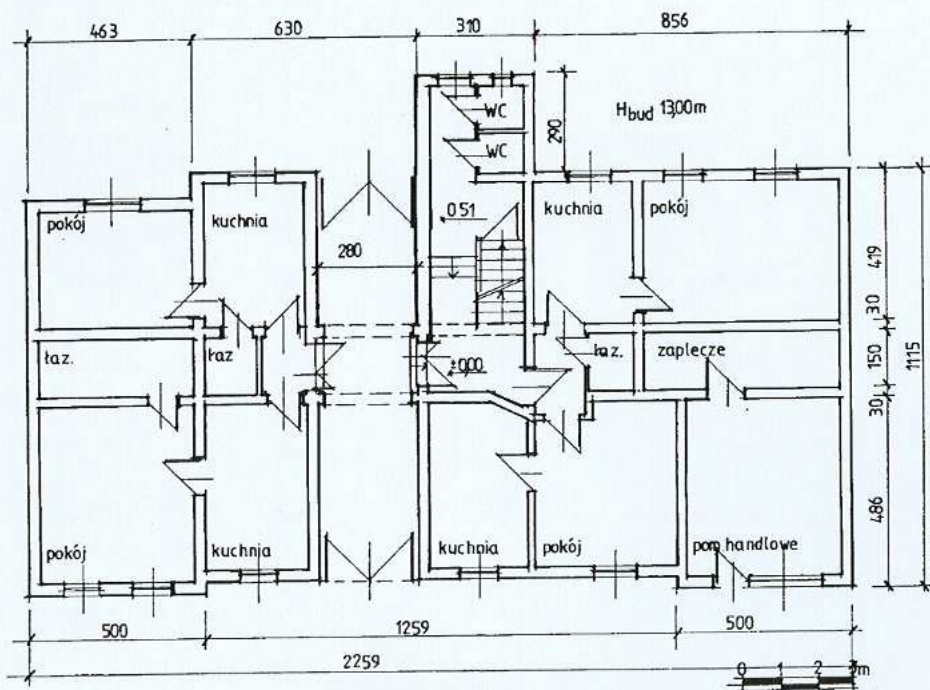 463 630 310 856
H bud 13,00m
290
WC
WC
pokój
kuchnia
0.51
kuchnia
pokój
280
419
30
łaz.
łaz
±0,00
łaz.
zaplecze
150
1115
30
486
pokój
kuchnia
kuchnia
pokój
pom handlowe
500 1259 500
2259
0 1 2 3m